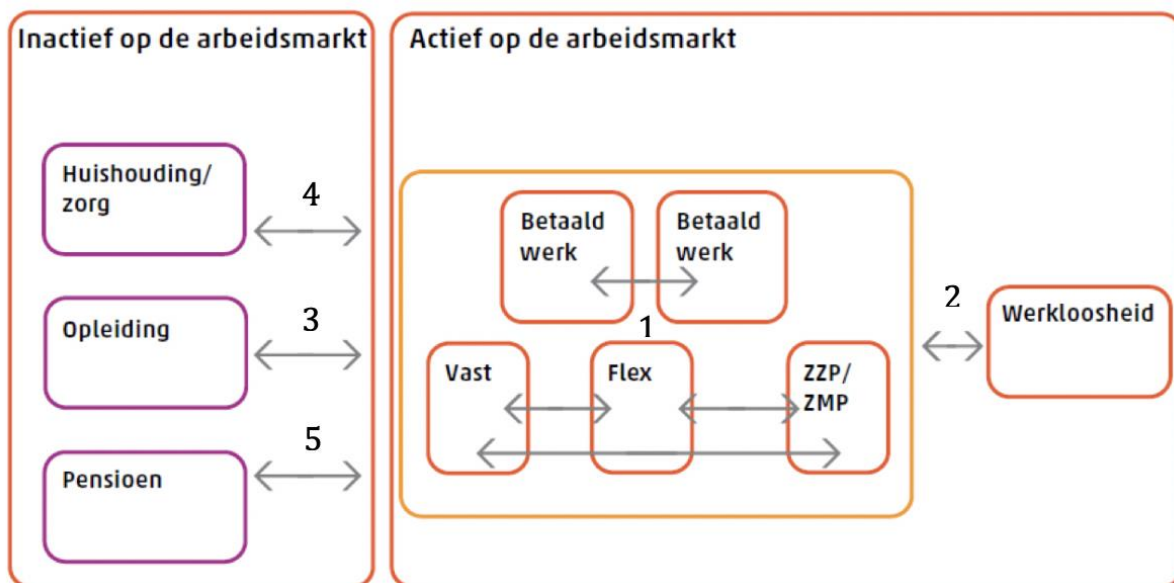 Inactief op de arbeidsmarkt
Actief op de arbeidsmarkt
Huishouding/
zorg
4
Opleiding
3
Pensioen
5
Betaald
werk
Betaald
werk
1
Vast
Flex
ZZP/
ZMP
2
Werkloosheid